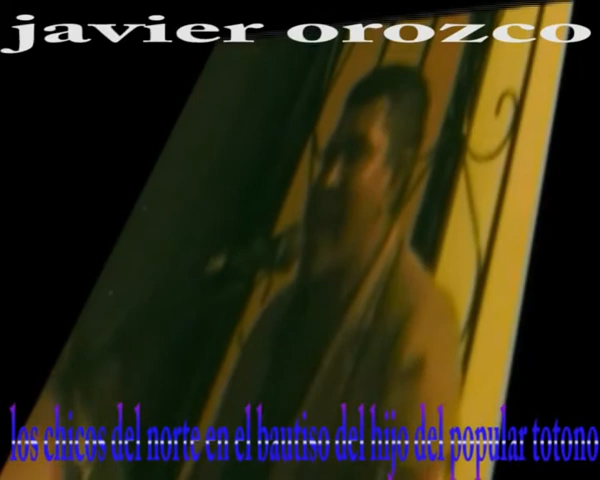 javier orozco
los chicos del norte en el bautiso del hijo del popular totono